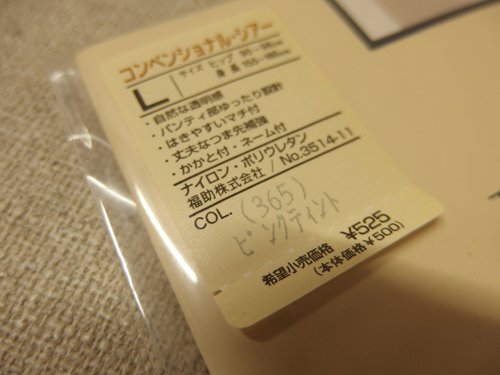 コンベンショナル・シアー
L サイズ ヒップ 90-98cm
身長 155-165cm
・自然な透明感
・パンティ部ゆったり設計
・はきやすいマチ付
・丈夫なつま先補強
・かかと付・ネーム付
ナイロン・ポリウレタン
福助株式会社 / No.3514-11
COL. (365)
ピンクティント
希望小売価格 ¥525
(本体価格¥500)